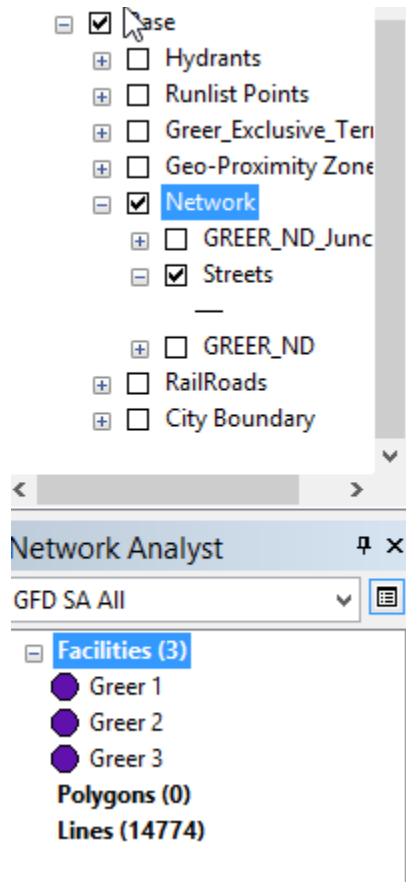 ase
Hydrants
Runlist Points
Greer_Exclusive_Ter
Geo-Proximity Zone
Network
GREER_ND_Junc
Streets
GREER_ND
RailRoads
City Boundary
Network Analyst
GFD SA All
Facilities (3)
Greer 1
Greer 2
Greer 3
Polygons (0)
Lines (14774)